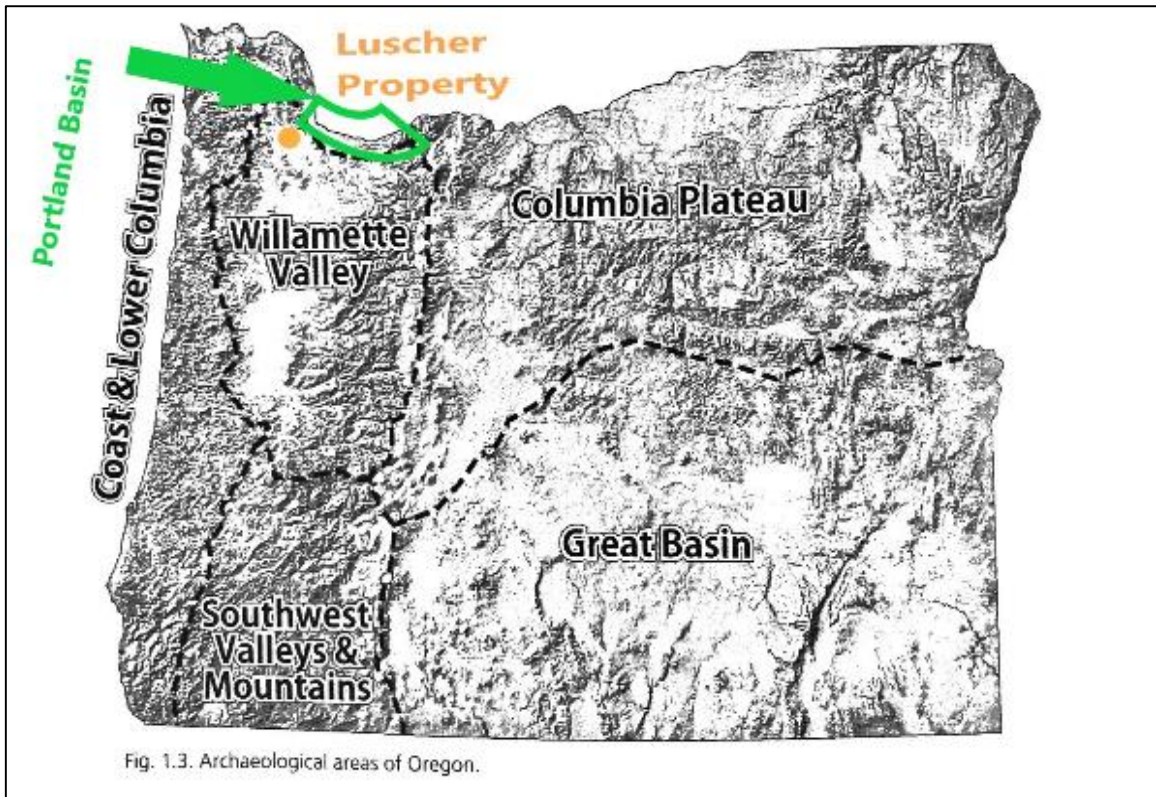 Luscher
Property
Portland Basin
Coast & Lower Columbia
Columbia Plateau
Willamette
Valley
Great Basin
Southwest
Valleys &
Mountains
Fig. 1.3. Archaeological areas of Oregon.